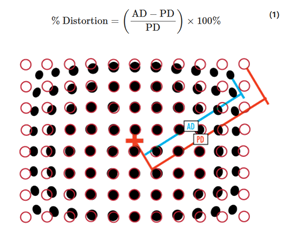 % Distortion = ( AD − PD / PD ) × 100% (1)
AD
PD